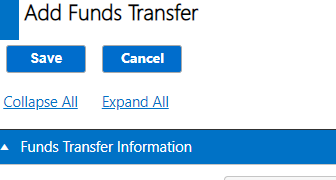 Add Funds Transfer
Save Cancel
Collapse All Expand All
Funds Transfer Information